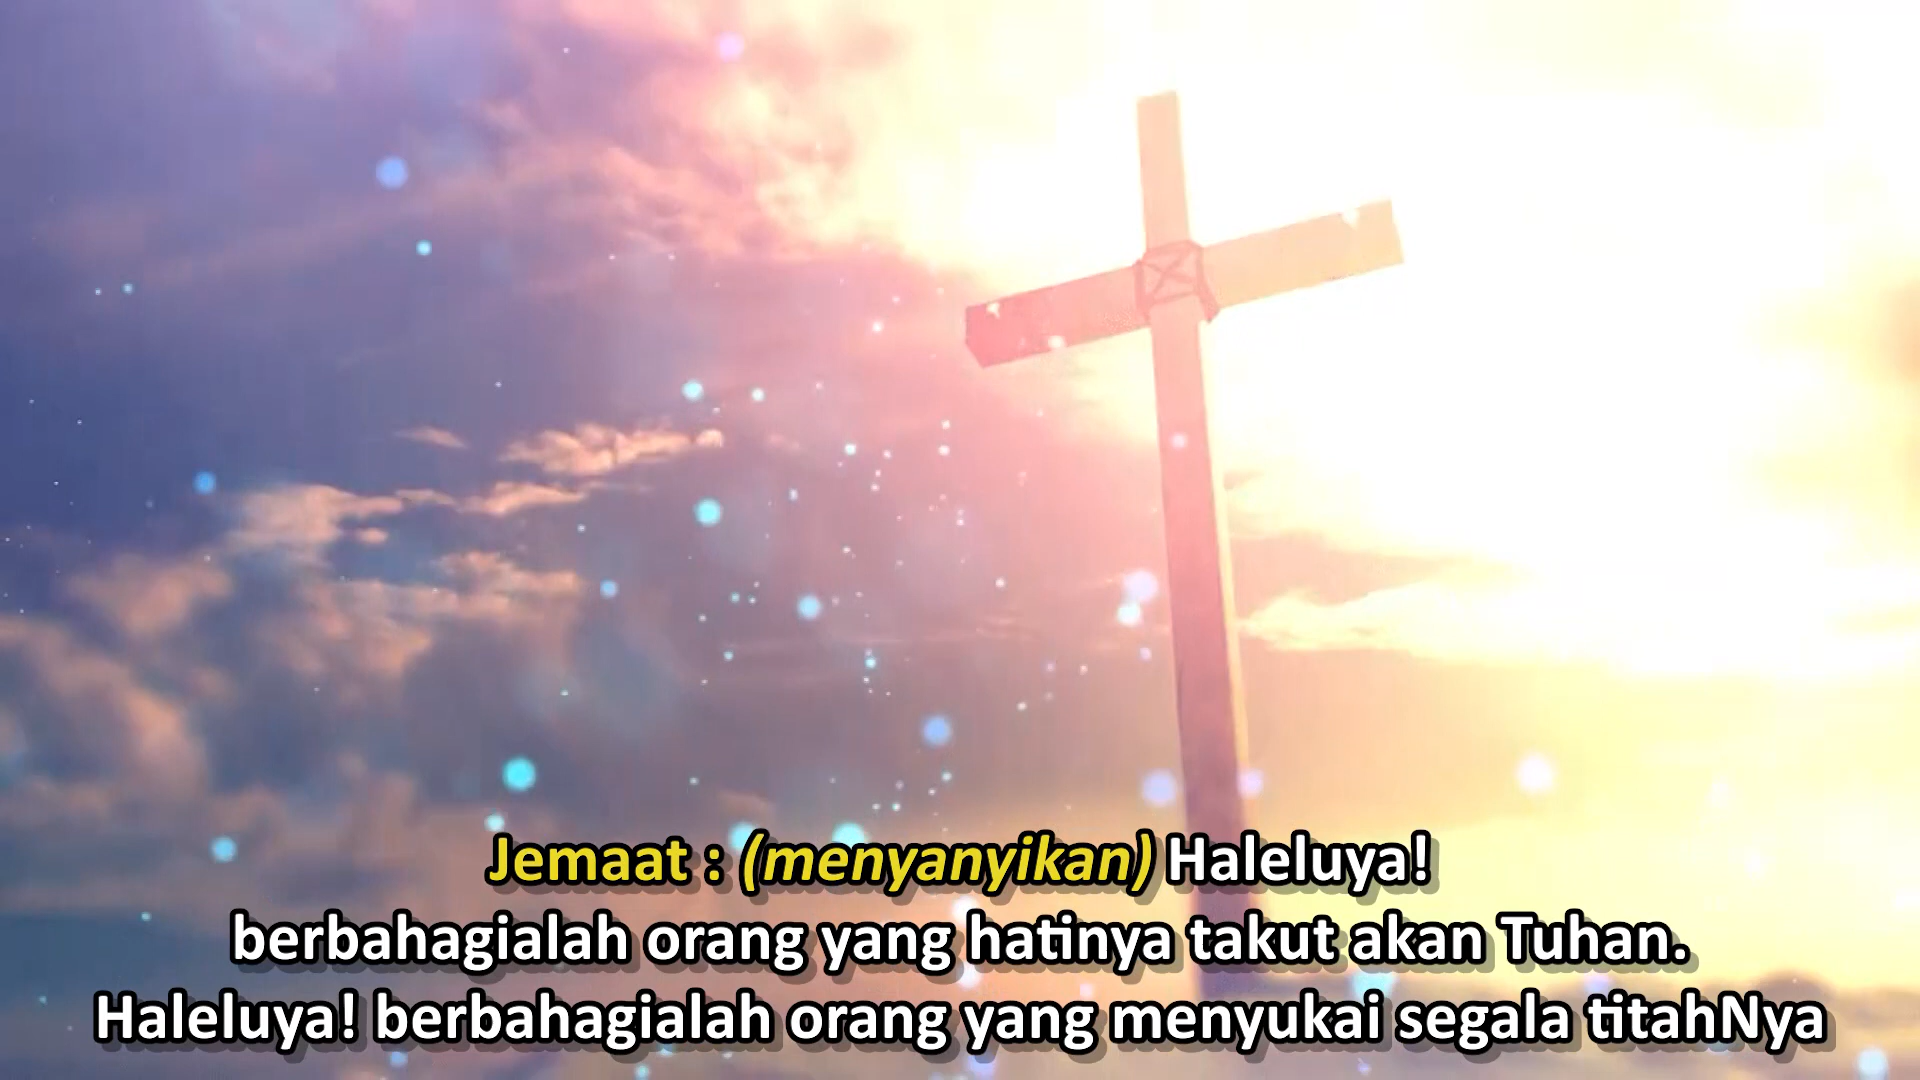 Jemaat : (menyanyikan) Haleluya!
berbahagialah orang yang hatinya takut akan Tuhan.
Haleluya! berbahagialah orang yang menyukai segala titahNya